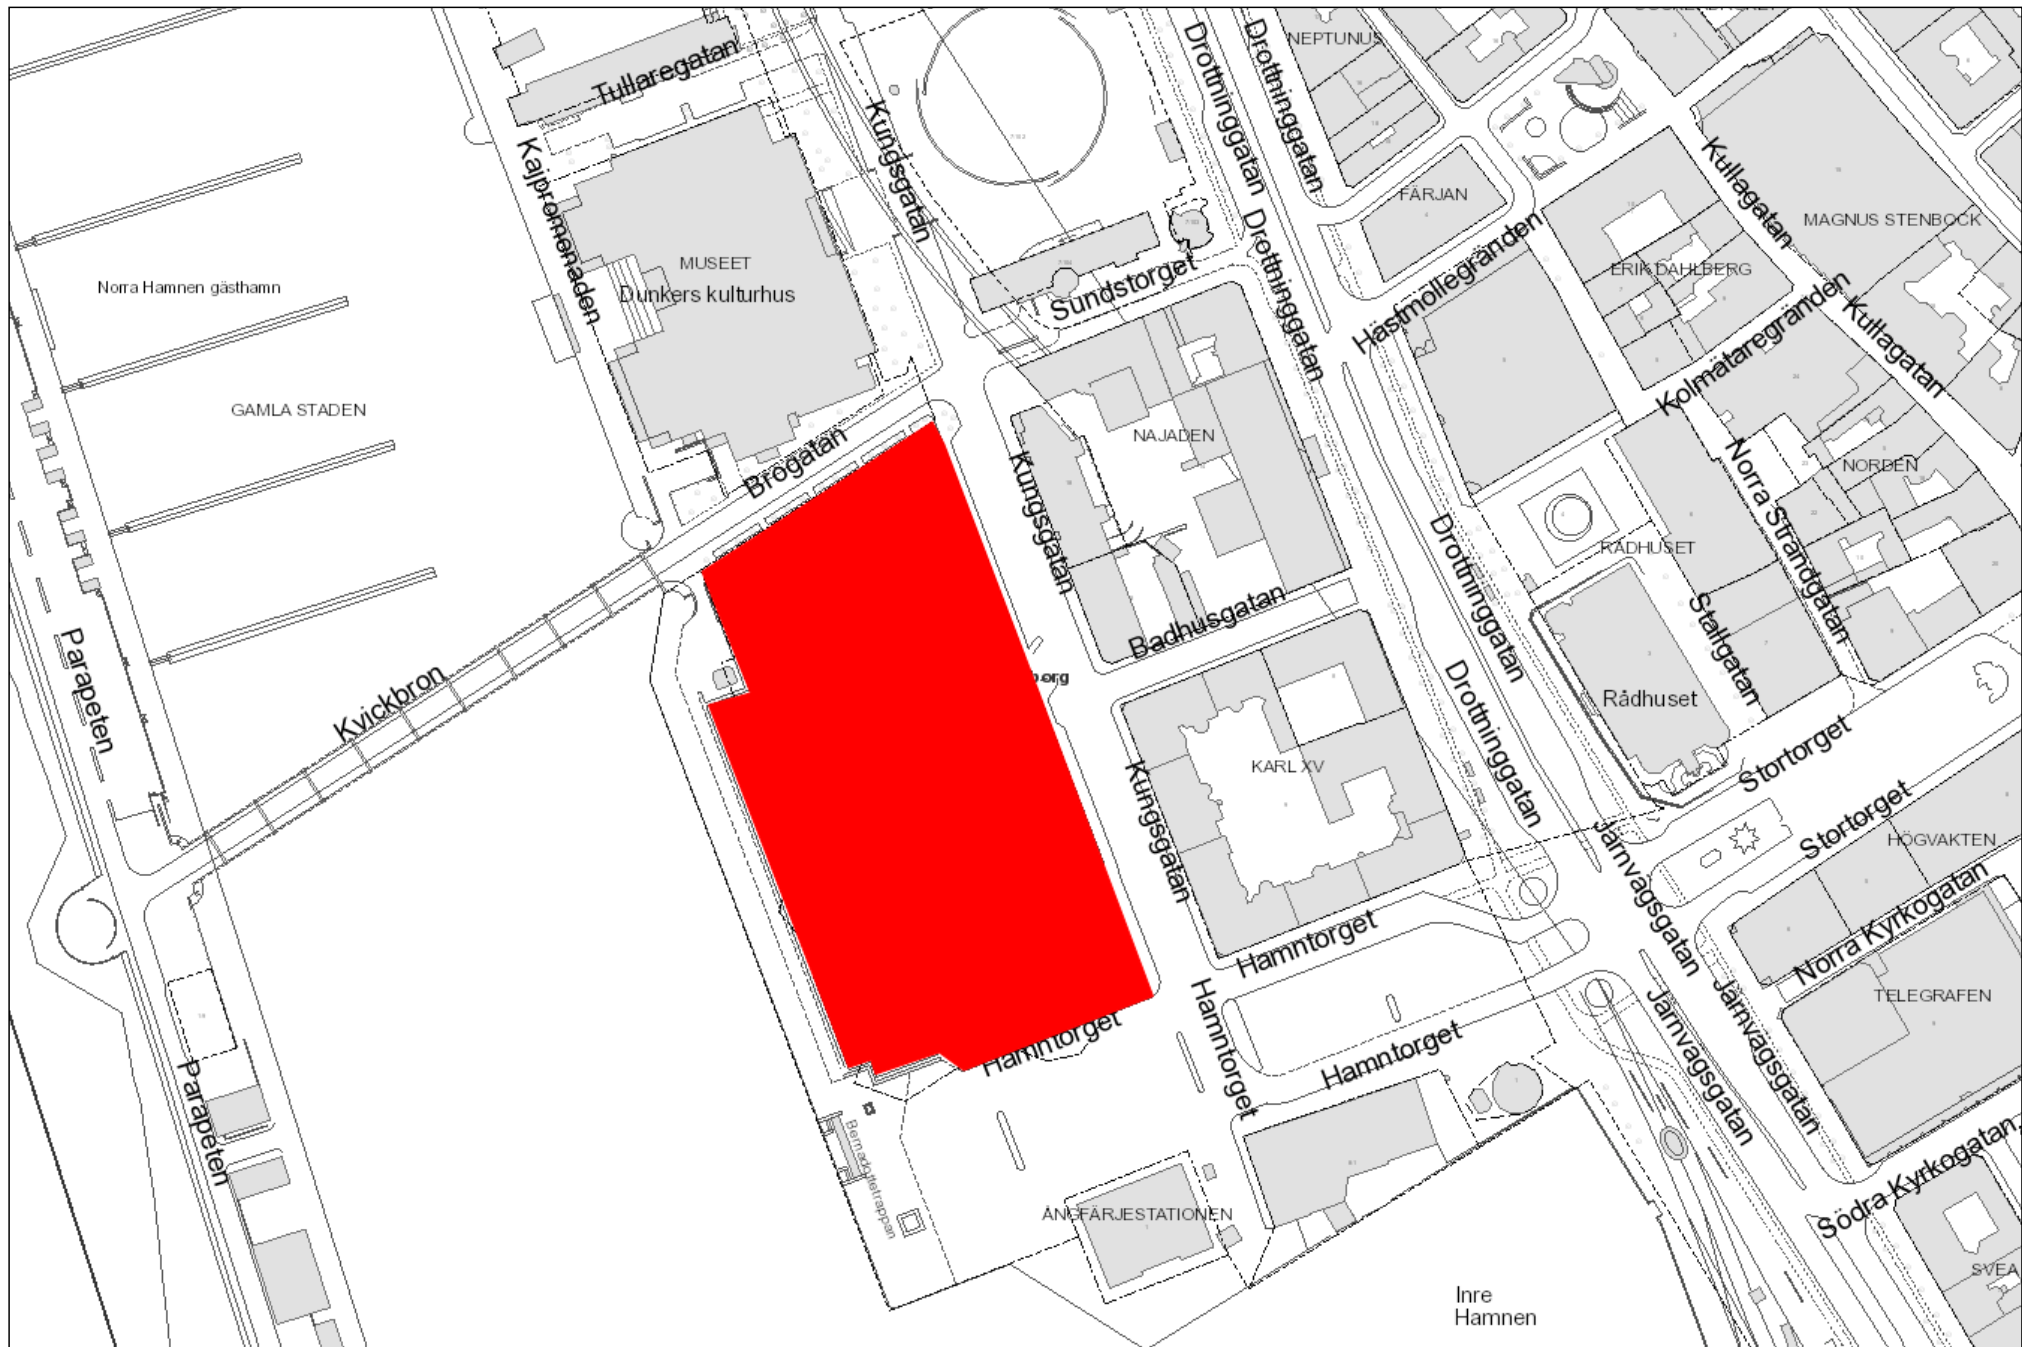 NEPTUNUS
Tullaregatan
Drottninggatan
Drottninggatan
Kungsgatan
Kajpromenaden
Kullagatan
FÄRJAN
MAGNUS STENBOCK
MUSEET
Dunkers kulturhus
Norra Hamnen gästhamn
Sundstorget
Drottninggatan
Hästmöllegränden
ERIK DAHLBERG
Kolmätaregränden
Kullagatan
GAMLA STADEN
NAJADEN
Brogatan
Kungsgatan
Norra Strandgatan
NORDEN
Drottninggatan
RÅDHUSET
Badhusgatan
Stallgatan
Parapeten
Kvickbron
Drottninggatan
Rådhuset
Stortorget
KARL XV
Kungsgatan
Stortorget
HÖGVAKTEN
Järnvägsgatan
Norra Kyrkogatan
Hamntorget
TELEGRAFEN
Hamntorget
Hamntorget
Hamntorget
Järnvägsgatan
Järnvägsgatan
Parapeten
Bernadottetrappan
ÅNGFÄRJESTATIONEN
Södra Kyrkogatan
SVEA
Inre
Hamnen